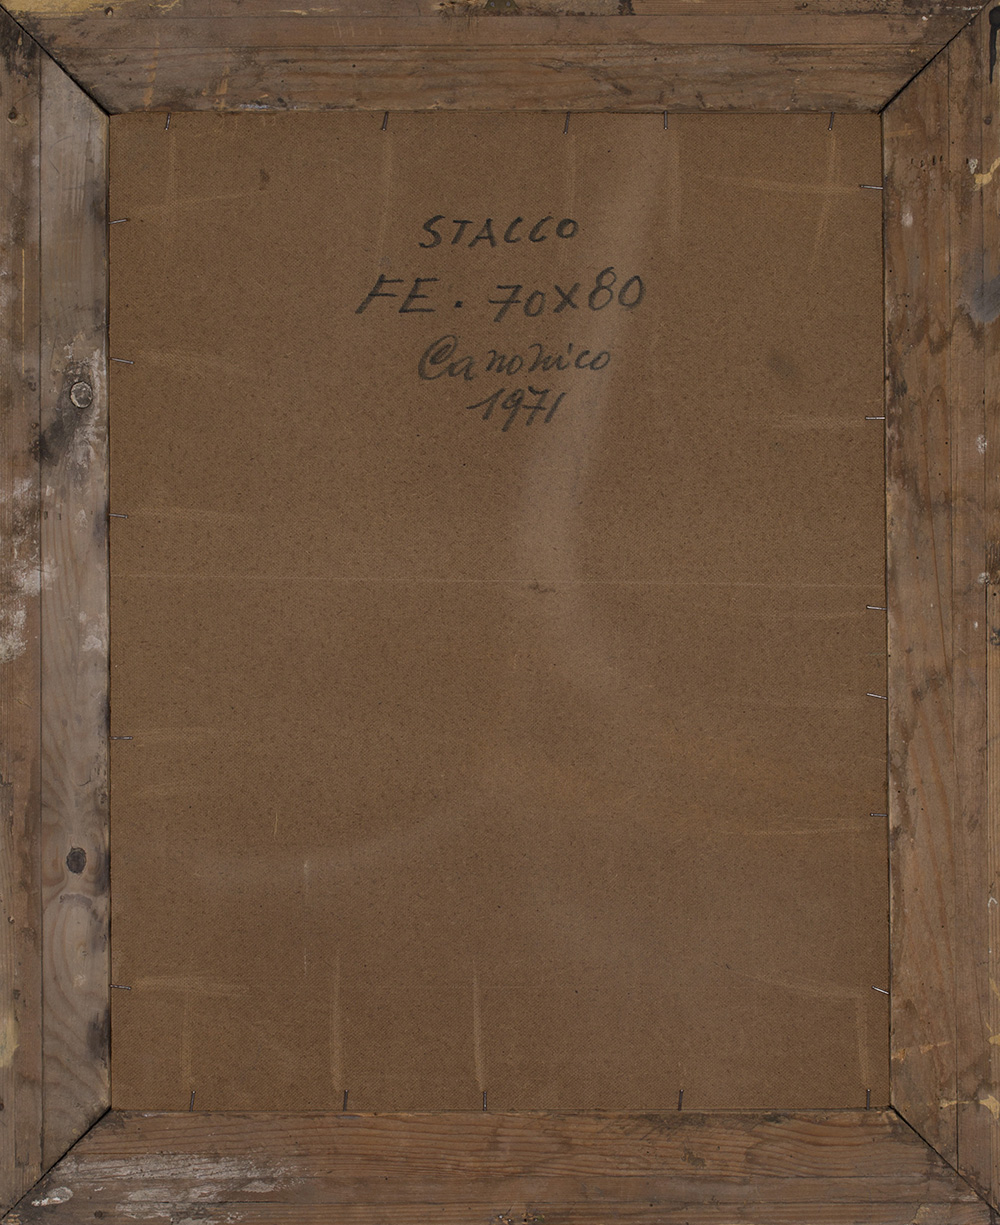 STACCO
FE. 70X80
Canonico
1971